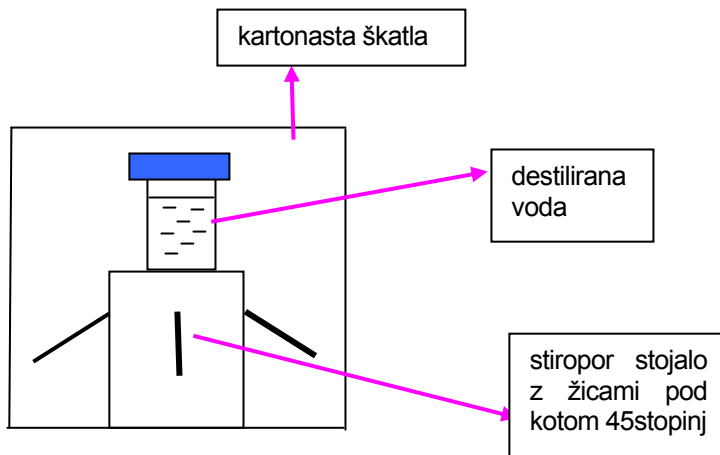 kartonasta škatla
destilirana
voda
stiropor stojalo
z žicami pod
kotom 45stopinj